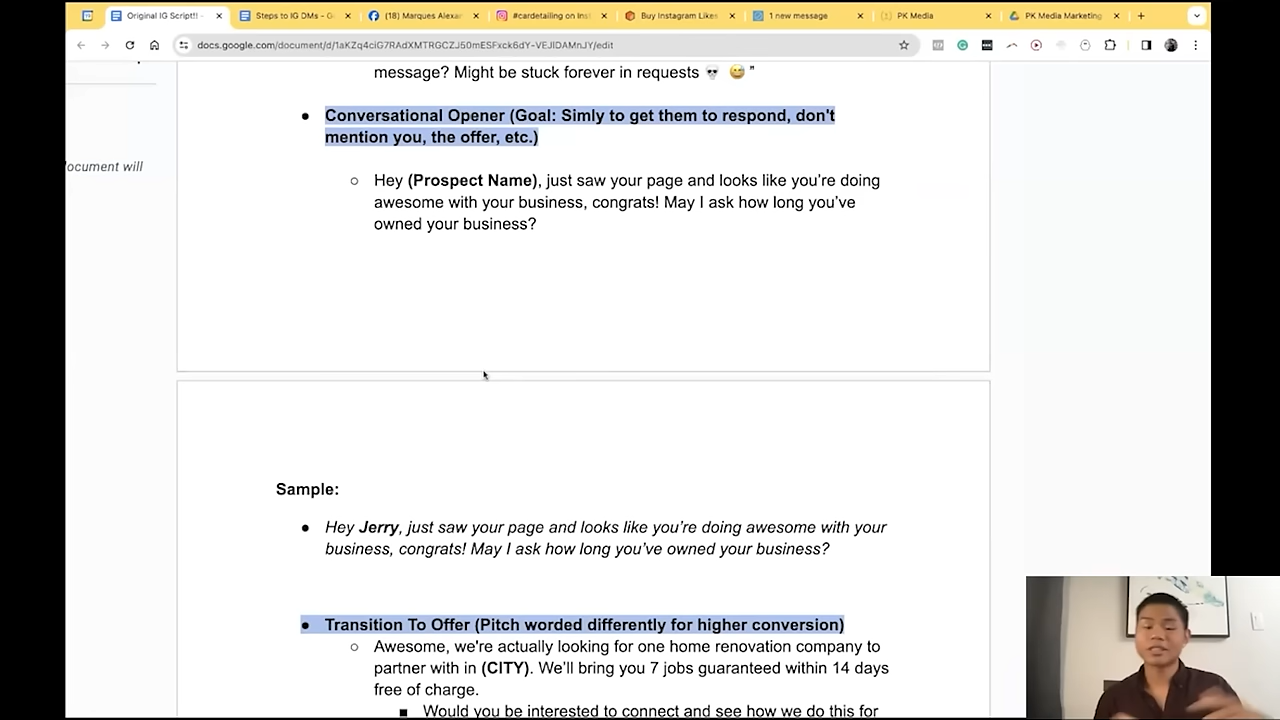 Original IG Script!! -
Steps to IG DMs - G
(18) Marques Alexan
#cardetailing on Inst
Buy Instagram Likes
1 new message
PK Media
PK Media Marketing
docs.google.com/document/d/1aKZq4ciG7RAdXMTRGCZJ50mESFxck6dY-VEJIDAMnJY/edit
message? Might be stuck forever in requests 💀 😅 ”
ocument will
● Conversational Opener (Goal: Simly to get them to respond, don't
mention you, the offer, etc.)
○ Hey (Prospect Name), just saw your page and looks like you’re doing
awesome with your business, congrats! May I ask how long you’ve
owned your business?
Sample:
● Hey Jerry, just saw your page and looks like you’re doing awesome with your
business, congrats! May I ask how long you’ve owned your business?
● Transition To Offer (Pitch worded differently for higher conversion)
○ Awesome, we're actually looking for one home renovation company to
partner with in (CITY). We’ll bring you 7 jobs guaranteed within 14 days
free of charge.
■ Would you be interested to connect and see how we do this for